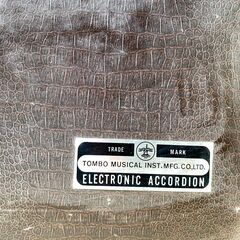 TRADE MARK
TOMBO MUSICAL INST.MFG.CO.LTD.
ELECTRONIC ACCORDION